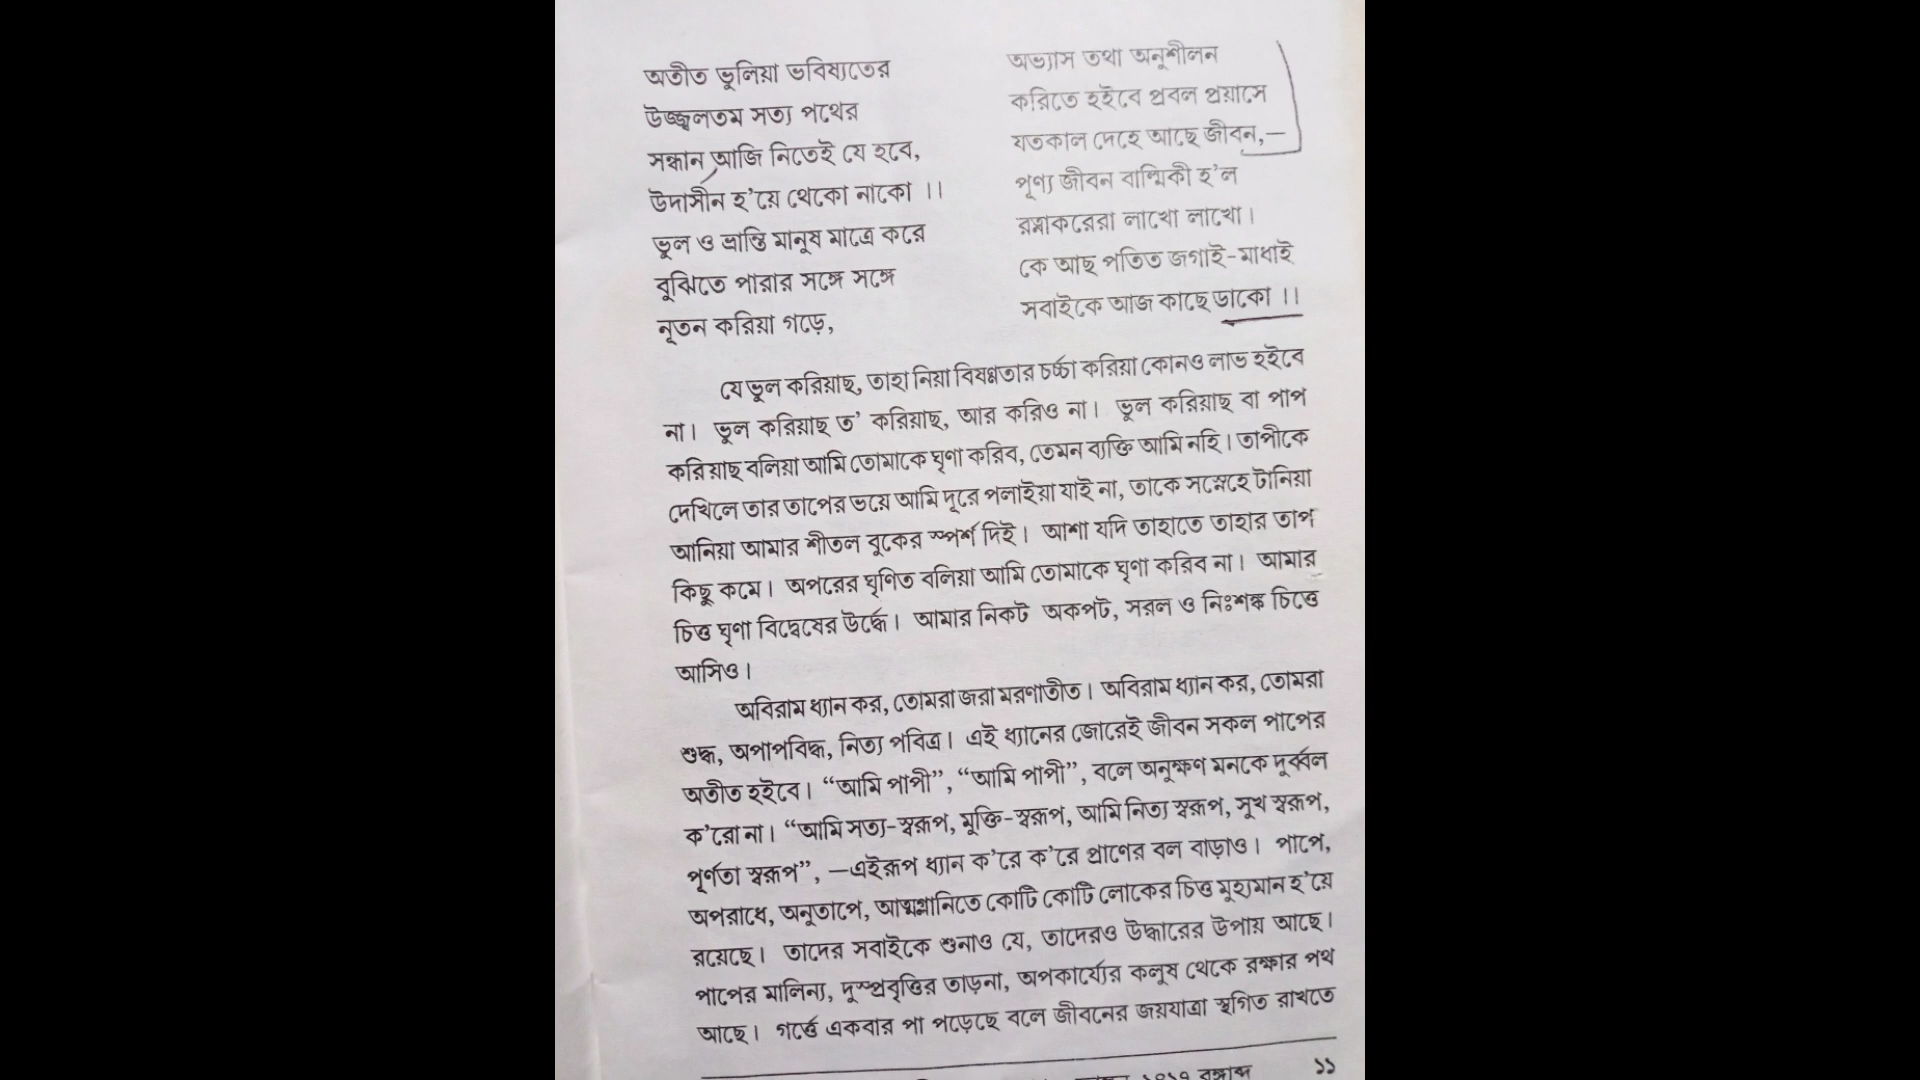 অতীত ভুলিয়া ভবিষ্যতের
উজ্জ্বলতম সত্য পথের
সন্ধান আজি নিতেই যে হবে,
উদাসীন হ’য়ে থেকো নাকো ।।
ভুল ও ভ্রান্তি মানুষ মাত্রে করে
বুঝিতে পারার সঙ্গে সঙ্গে
নূতন করিয়া গড়ে,
অভ্যাস তথা অনুশীলন
করিতে হইবে প্রবল প্রয়াসে
যতকাল দেহে আছে জীবন,—
পূণ্য জীবন বাল্মিকী হ’ল
রত্নাকরেরা লাখো লাখো ।
কে আছ পতিত জগাই-মাধাই
সবাইকে আজ কাছে ডাকো ।।
যে ভুল করিয়াছ, তাহা নিয়া বিষণ্ণতার চর্চ্চা করিয়া কোনও লাভ হইবে
না। ভুল করিয়াছ ত’ করিয়াছ, আর করিও না। ভুল করিয়াছ বা পাপ
করিয়াছ বলিয়া আমি তোমাকে ঘৃণা করিব, তেমন ব্যক্তি আমি নহি। তাপীকে
দেখিলে তার তাপের ভয়ে আমি দূরে পলাইয়া যাই না, তাকে সস্নেহে টানিয়া
আনিয়া আমার শীতল বুকের স্পর্শ দিই। আশা যদি তাহাতে তাহার তাপ
কিছু কমে। অপরের ঘৃণিত বলিয়া আমি তোমাকে ঘৃণা করিব না। আমার
চিত্ত ঘৃণা বিদ্বেষের উর্দ্ধে। আমার নিকট অকপট, সরল ও নিঃশঙ্ক চিত্তে
আসিও।
অবিরাম ধ্যান কর, তোমরা জরা মরণাতীত। অবিরাম ধ্যান কর, তোমরা
শুদ্ধ, অপাপবিদ্ধ, নিত্য পবিত্র। এই ধ্যানের জোরেই জীবন সকল পাপের
অতীত হইবে। “আমি পাপী”, “আমি পাপী”, বলে অনুক্ষণ মনকে দুর্ব্বল
ক’রো না। “আমি সত্য-স্বরূপ, মুক্তি-স্বরূপ, আমি নিত্য স্বরূপ, সুখ স্বরূপ,
পূর্ণতা স্বরূপ”, —এইরূপ ধ্যান ক’রে ক’রে প্রাণের বল বাড়াও। পাপে,
অপরাধে, অনুতাপে, আত্মগ্লানিতে কোটি কোটি লোকের চিত্ত মুহ্যমান হ’য়ে
রয়েছে। তাদের সবাইকে শুনাও যে, তাদেরও উদ্ধারের উপায় আছে।
পাপের মালিন্য, দুষ্প্রবৃত্তির তাড়না, অপকার্য্যের কলুষ থেকে রক্ষার পথ
আছে। গর্ত্তে একবার পা পড়েছে বলে জীবনের জয়যাত্রা স্থগিত রাখতে
বঙ্গাব্দ ১১